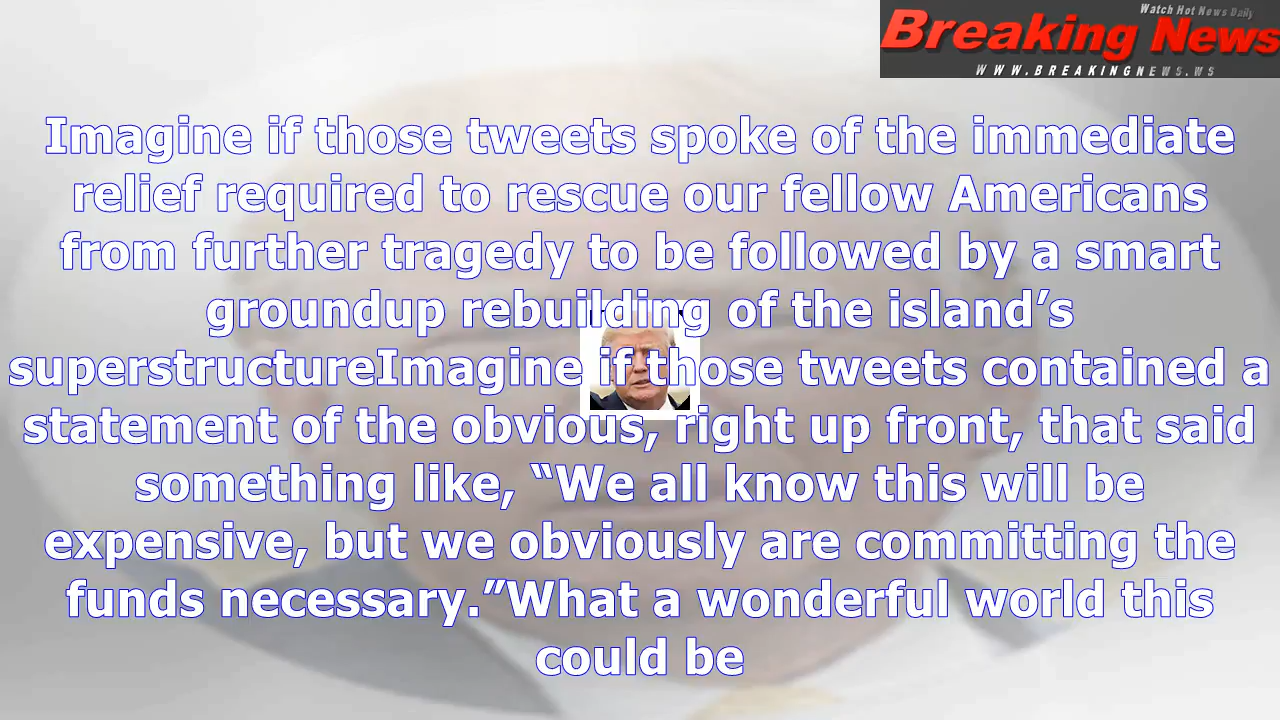 Watch Hot News Daily
Breaking News
WWW.BREAKINGNEWS.WS
Imagine if those tweets spoke of the immediate
relief required to rescue our fellow Americans
from further tragedy to be followed by a smart
groundup rebuilding of the island’s
superstructureImagine if those tweets contained a
statement of the obvious, right up front, that said
something like, “We all know this will be
expensive, but we obviously are committing the
funds necessary.”What a wonderful world this
could be